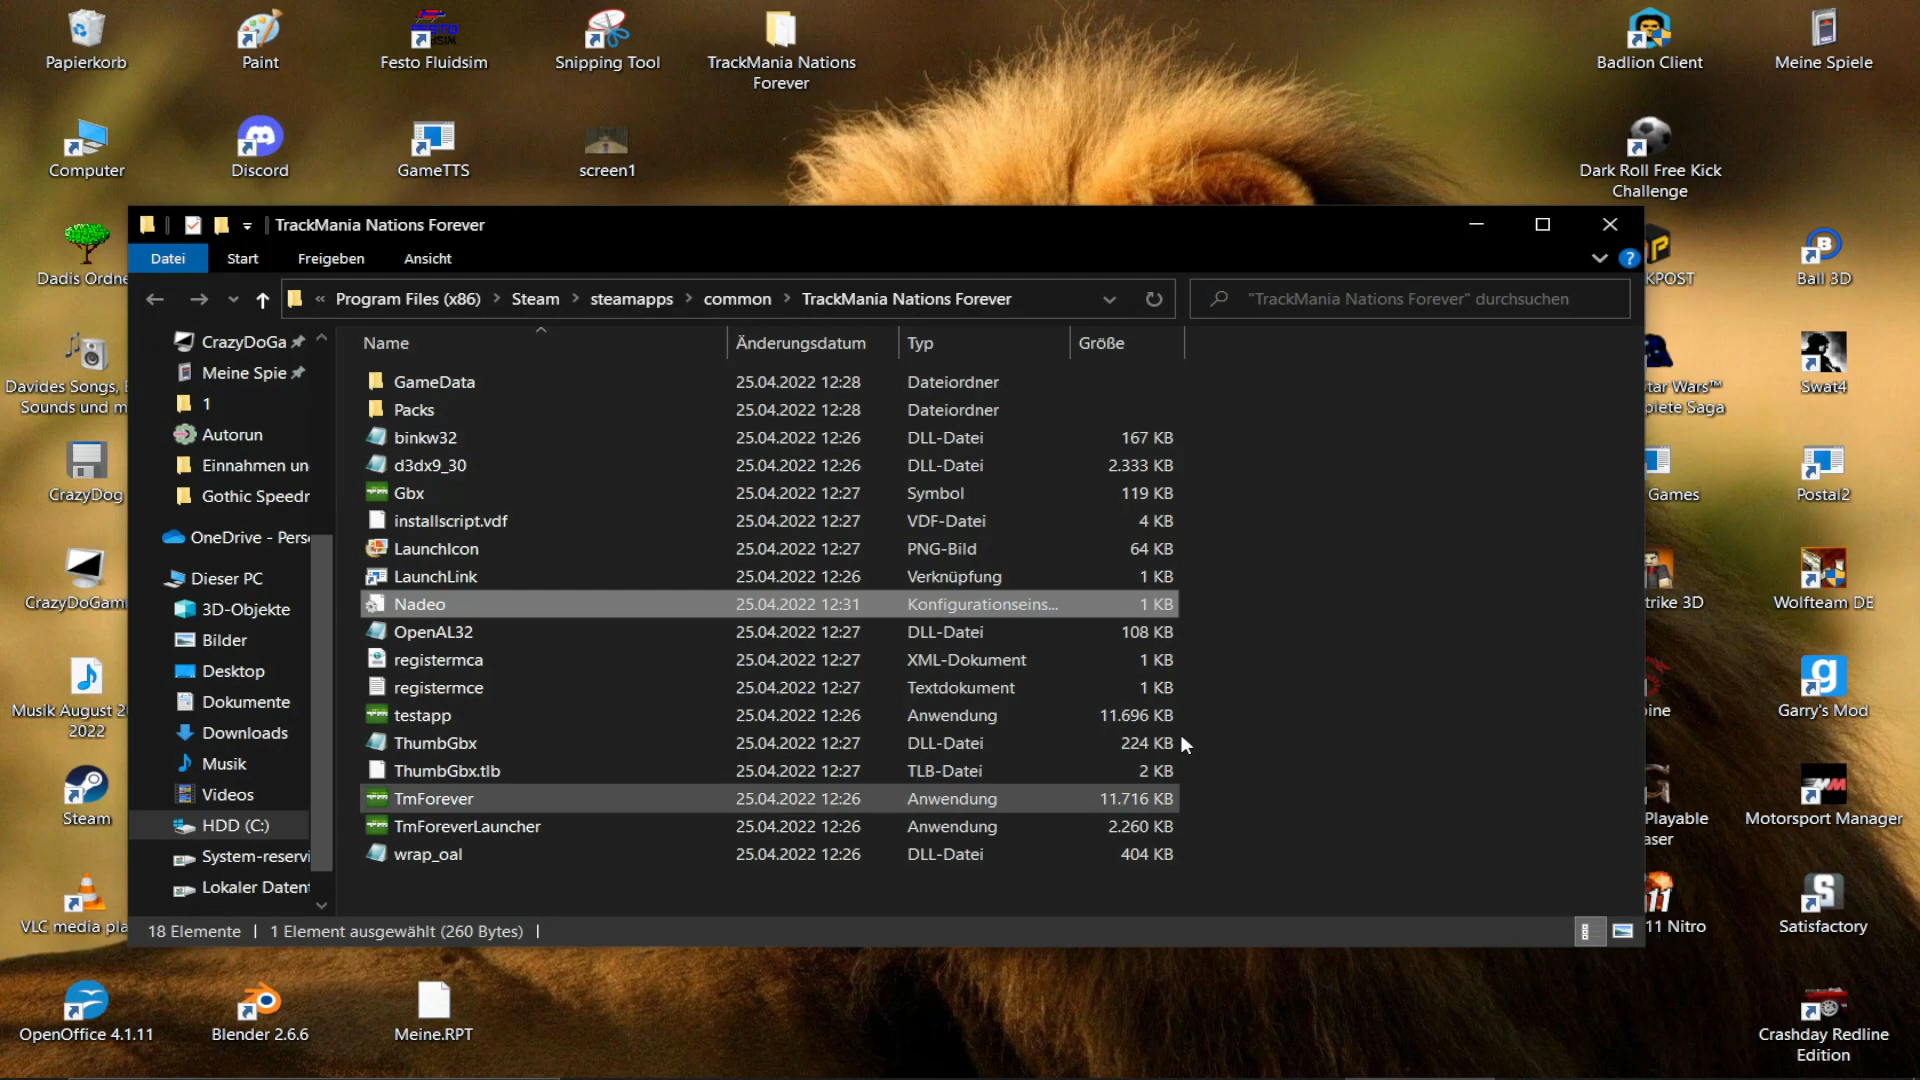 Papierkorb
Paint
Festo Fluidsim
Snipping Tool
TrackMania Nations
Forever
Badlion Client
Meine Spiele
Computer
Discord
GameTTS
screen1
Dark Roll Free Kick
Challenge
Dadis Ordne
KPOST
Ball 3D
Davides Songs,
Sounds und m
tar Wars™
Saga
Swat4
CrazyDog
Games
Postal2
CrazyDoGami
trike 3D
Wolfteam DE
Musik August 2
2022
ine
Garry's Mod
Steam
Playable
aser
Motorsport Manager
VLC media pla
11 Nitro
Satisfactory
OpenOffice 4.1.11
Blender 2.6.6
Meine.RPT
Crashday Redline
Edition
TrackMania Nations Forever
Datei
Start
Freigeben
Ansicht
« Program Files (x86) > Steam > steamapps > common > TrackMania Nations Forever
"TrackMania Nations Forever" durchsuchen
CrazyDoGa
Meine Spie
1
Autorun
Einnahmen un
Gothic Speedr
OneDrive - Pers
Dieser PC
3D-Objekte
Bilder
Desktop
Dokumente
Downloads
Musik
Videos
HDD (C:)
System-reservi
Lokaler Datent
Name Änderungsdatum Typ Größe
GameData 25.04.2022 12:28 Dateiordner
Packs 25.04.2022 12:28 Dateiordner
binkw32 25.04.2022 12:26 DLL-Datei 167 KB
d3dx9_30 25.04.2022 12:26 DLL-Datei 2.333 KB
Gbx 25.04.2022 12:27 Symbol 119 KB
installscript.vdf 25.04.2022 12:27 VDF-Datei 4 KB
LaunchIcon 25.04.2022 12:27 PNG-Bild 64 KB
LaunchLink 25.04.2022 12:26 Verknüpfung 1 KB
Nadeo 25.04.2022 12:31 Konfigurationseins... 1 KB
OpenAL32 25.04.2022 12:27 DLL-Datei 108 KB
registermca 25.04.2022 12:27 XML-Dokument 1 KB
registermce 25.04.2022 12:27 Textdokument 1 KB
testapp 25.04.2022 12:26 Anwendung 11.696 KB
ThumbGbx 25.04.2022 12:27 DLL-Datei 224 KB
ThumbGbx.tlb 25.04.2022 12:27 TLB-Datei 2 KB
TmForever 25.04.2022 12:26 Anwendung 11.716 KB
TmForeverLauncher 25.04.2022 12:26 Anwendung 2.260 KB
wrap_oal 25.04.2022 12:26 DLL-Datei 404 KB
18 Elemente | 1 Element ausgewählt (260 Bytes) |